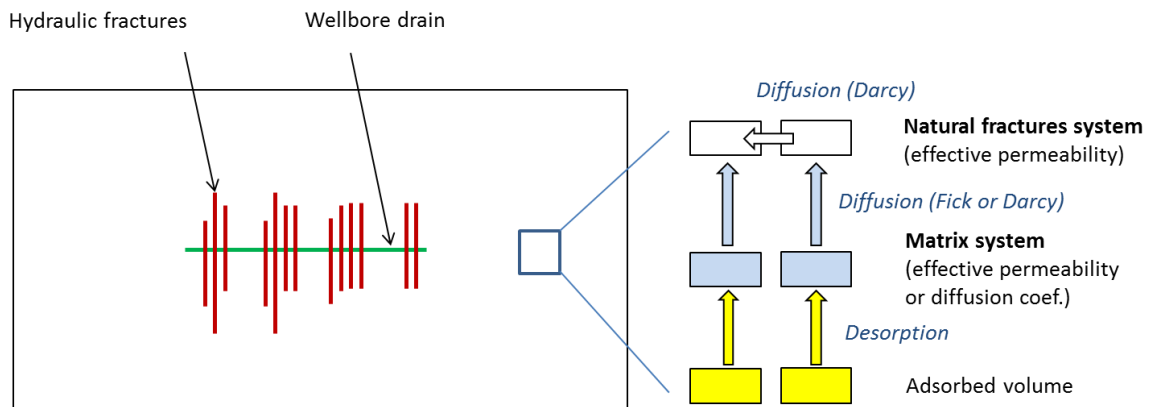 Hydraulic fractures
Wellbore drain
Diffusion (Darcy)
Natural fractures system
(effective permeability)
Diffusion (Fick or Darcy)
Matrix system
(effective permeability
or diffusion coef.)
Desorption
Adsorbed volume